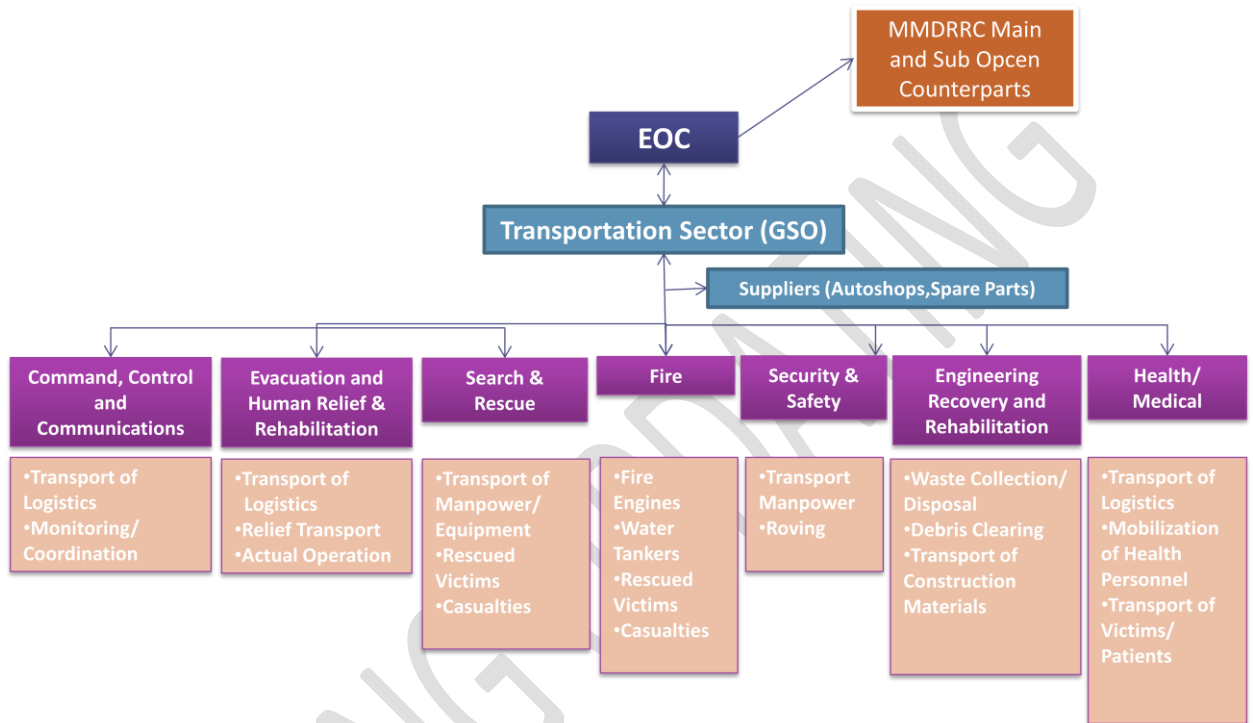 MMDRRC Main
and Sub Opcen
Counterparts
EOC
Transportation Sector (GSO)
Suppliers (Autoshops,Spare Parts)
Command, Control
and
Communications
•Transport of
Logistics
•Monitoring/
Coordination
Evacuation and
Human Relief &
Rehabilitation
•Transport of
Logistics
•Relief Transport
•Actual Operation
Search &
Rescue
•Transport of
Manpower/
Equipment
•Rescued
Victims
•Casualties
Fire
•Fire
Engines
•Water
Tankers
•Rescued
Victims
•Casualties
Security &
Safety
•Transport
Manpower
•Roving
Engineering
Recovery and
Rehabilitation
•Waste Collection/
Disposal
•Debris Clearing
•Transport of
Construction
Materials
Health/
Medical
•Transport of
Logistics
•Mobilization
of Health
Personnel
•Transport of
Victims/
Patients